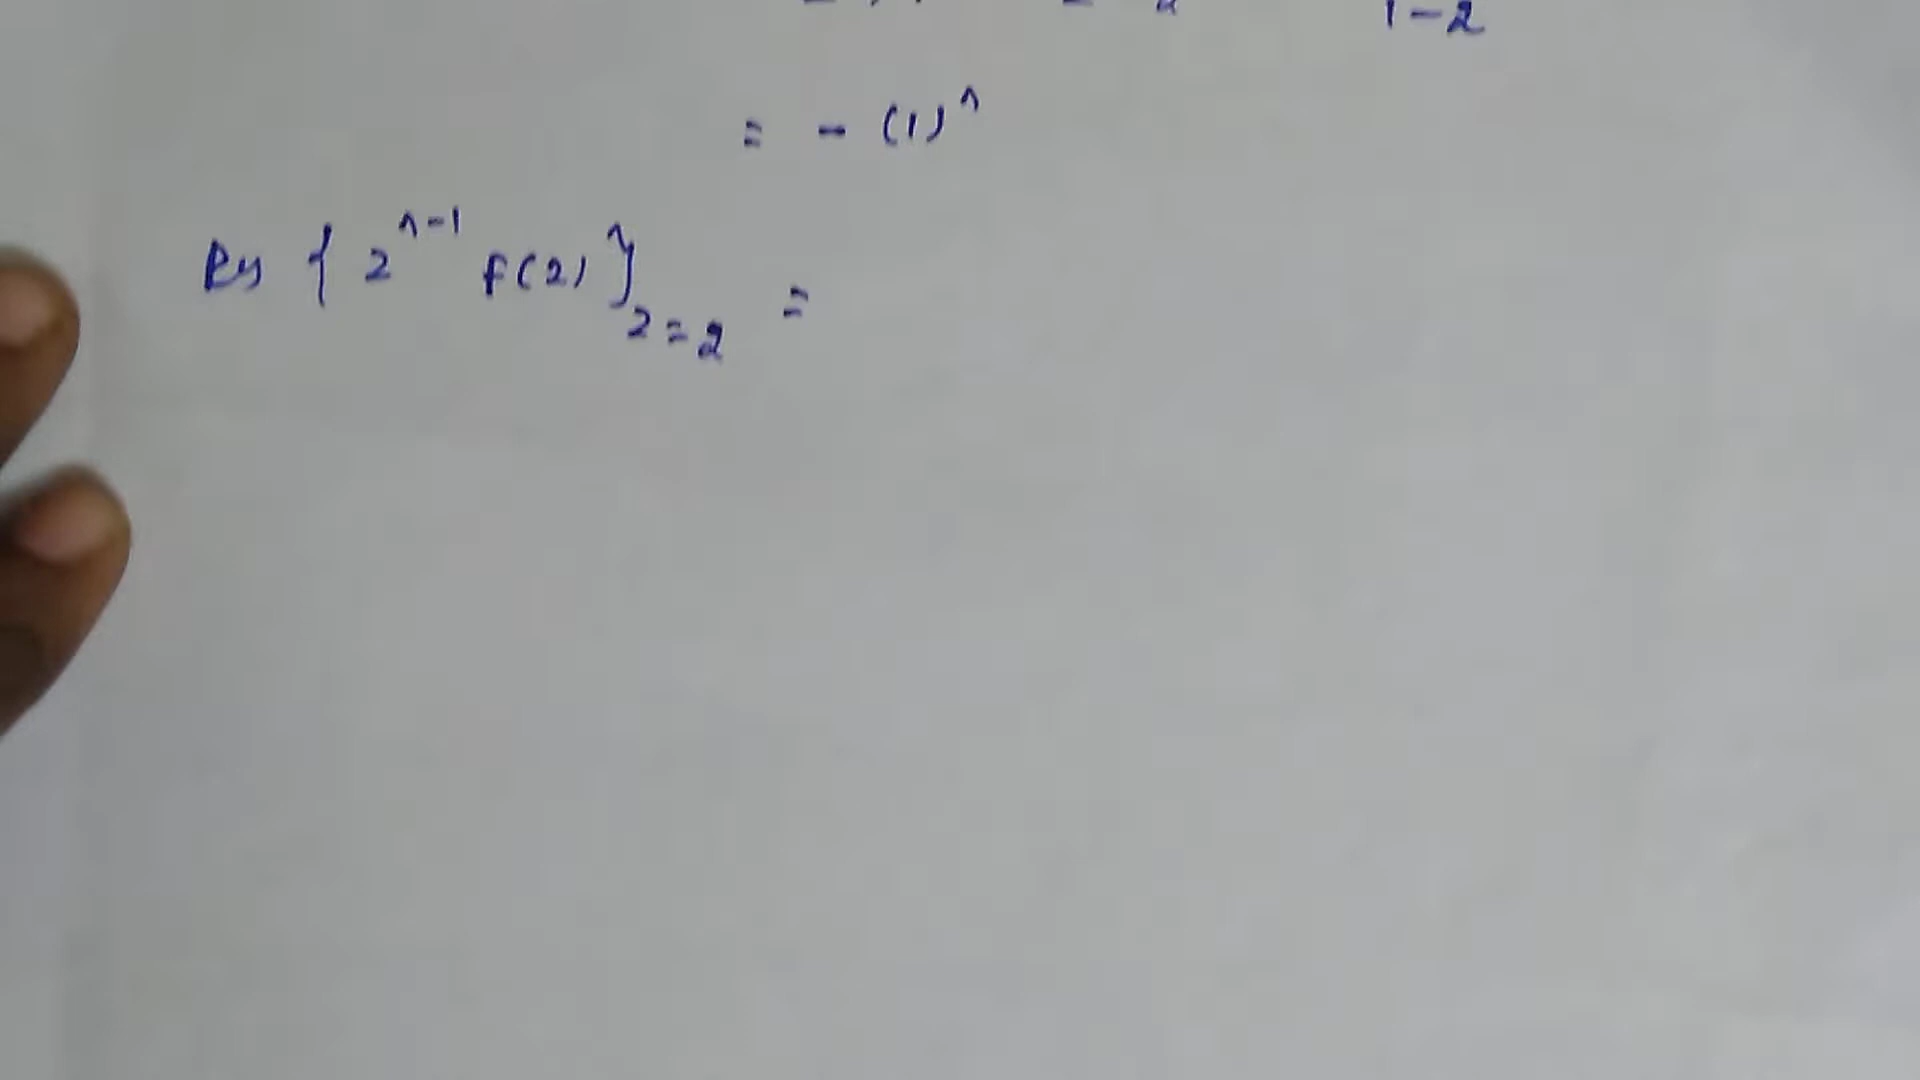 1-2
= - (1)^n
Res { z^{n-1} f(z) }_{z=2} =